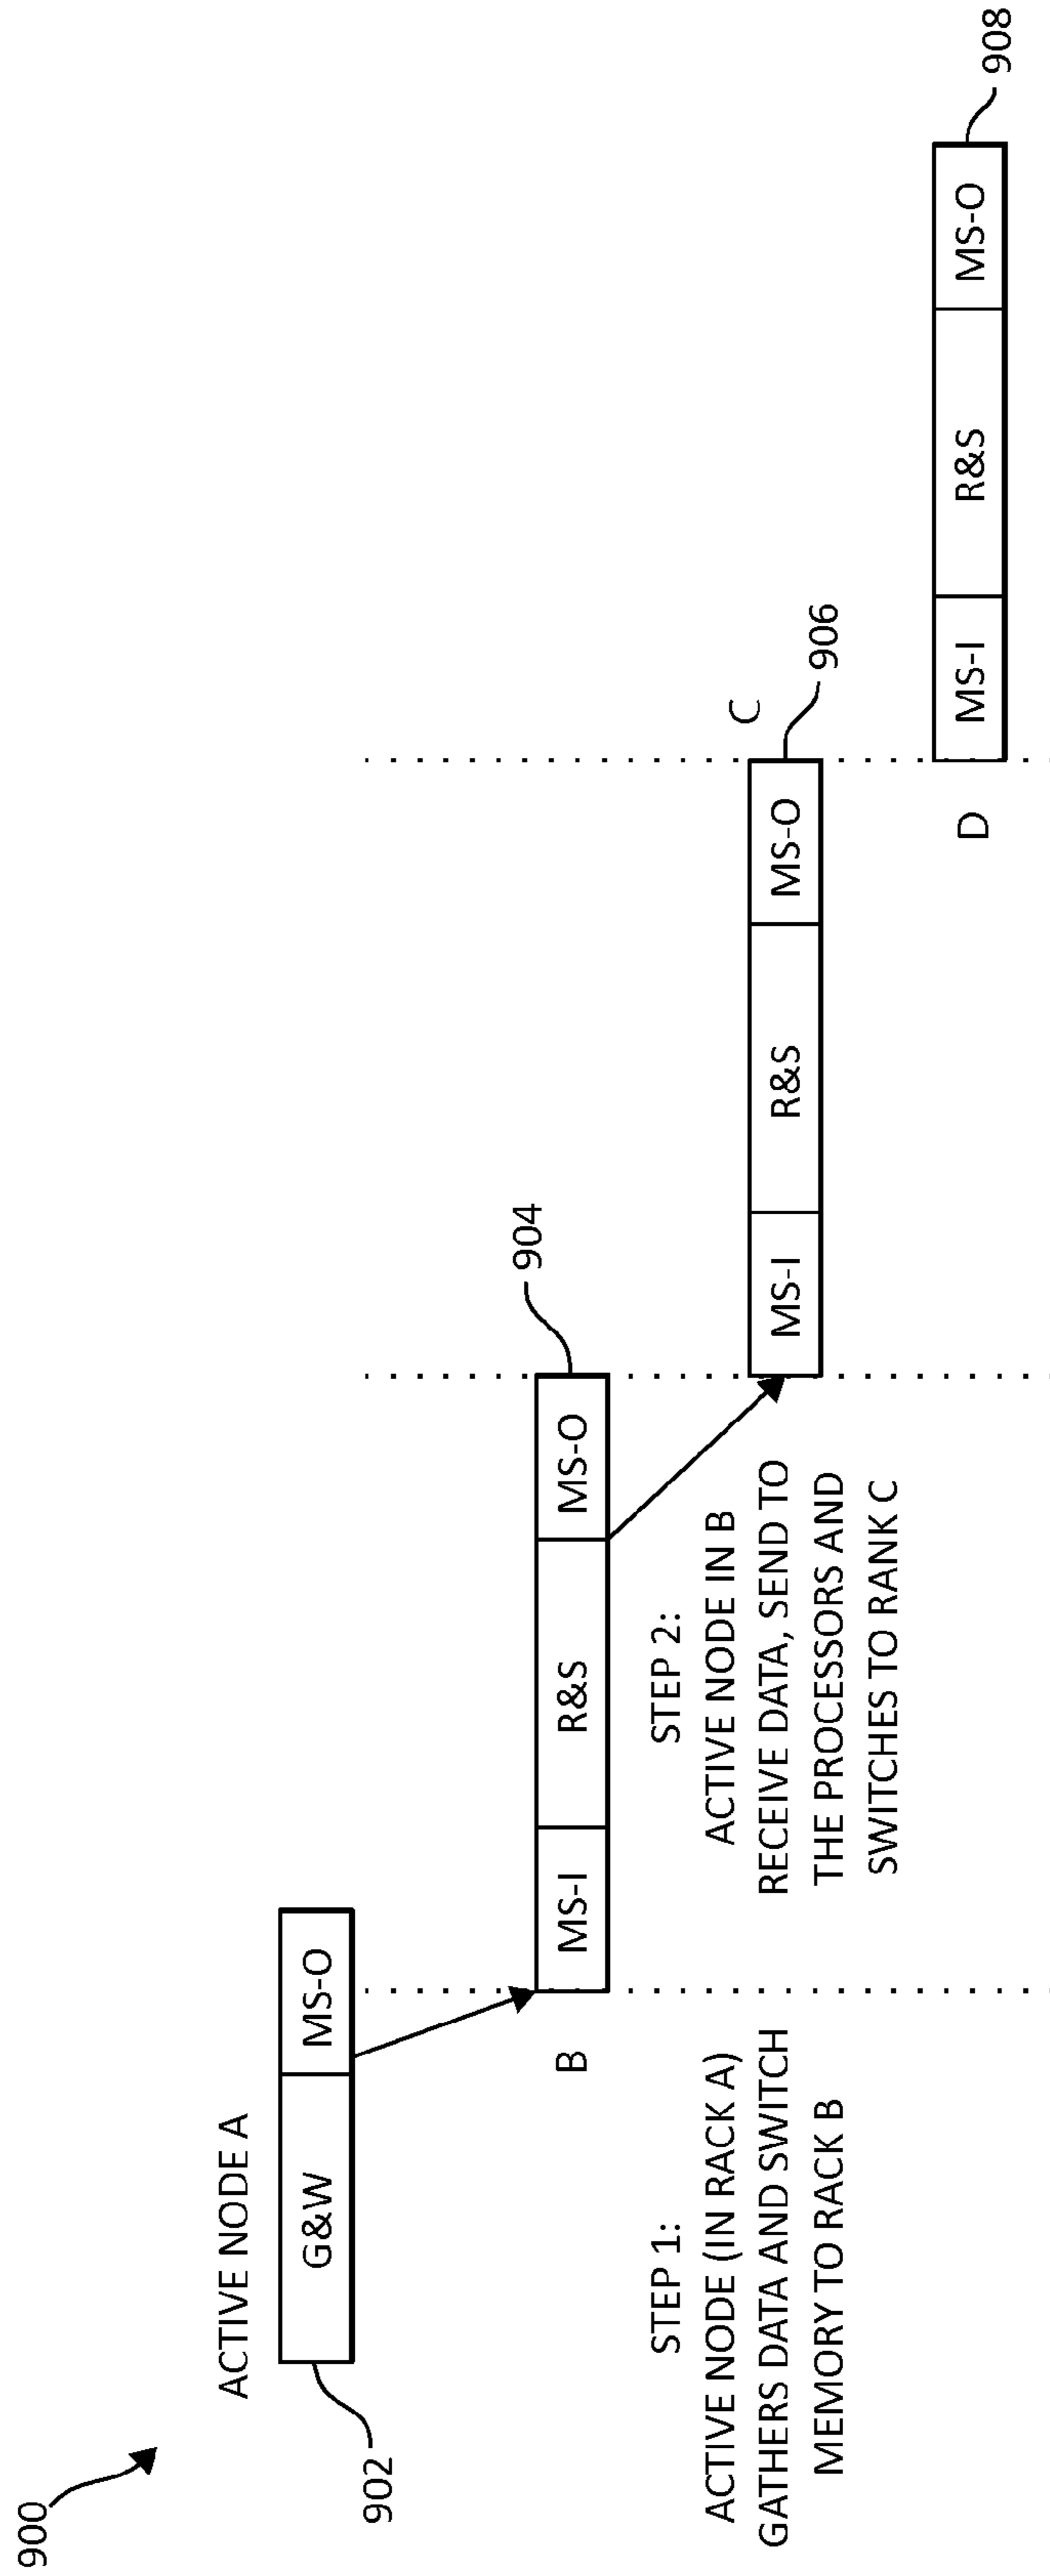 900
ACTIVE NODE A
G&W
MS-O
902
B
MS-I
R&S
MS-O
904
STEP 1:
ACTIVE NODE (IN RACK A)
GATHERS DATA AND SWITCH
MEMORY TO RACK B
STEP 2:
ACTIVE NODE IN B
RECEIVE DATA, SEND TO
THE PROCESSORS AND
SWITCHES TO RANK C
C
MS-I
R&S
MS-O
906
D
MS-I
R&S
MS-O
908